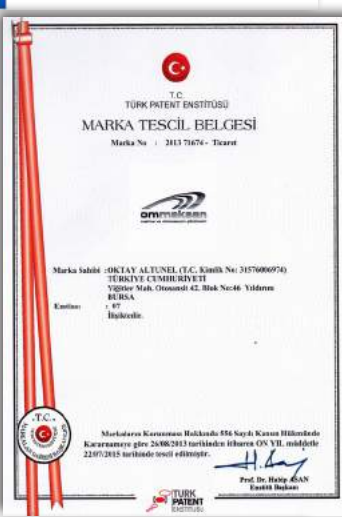 T.C.
TÜRK PATENT ENSTİTÜSÜ
MARKA TESCİL BELGESİ
Marka No : 2013 71674 - Ticaret
ommaksan
Marka Sahibi : OKTAY ALTUNEL (T.C. Kimlik No: 31576006974)
TÜRKİYE CUMHURİYETİ
Yiğitler Mah. Otosansit 42. Blok No:46 Yıldırım
BURSA
: 07
İlişiktedir.
.T.C.
Markaların Korunması Hakkında 556 Sayılı Kanun Hükmünde
Kararnameye göre 26/08/2013 tarihinden itibaren ON YIL müddetle
22/07/2015 tarihinde tescil edilmiştir.
Prof. Dr. Habip ASAN
Enstitü Başkanı
TURK
PATENT
ENSTİTÜSÜ